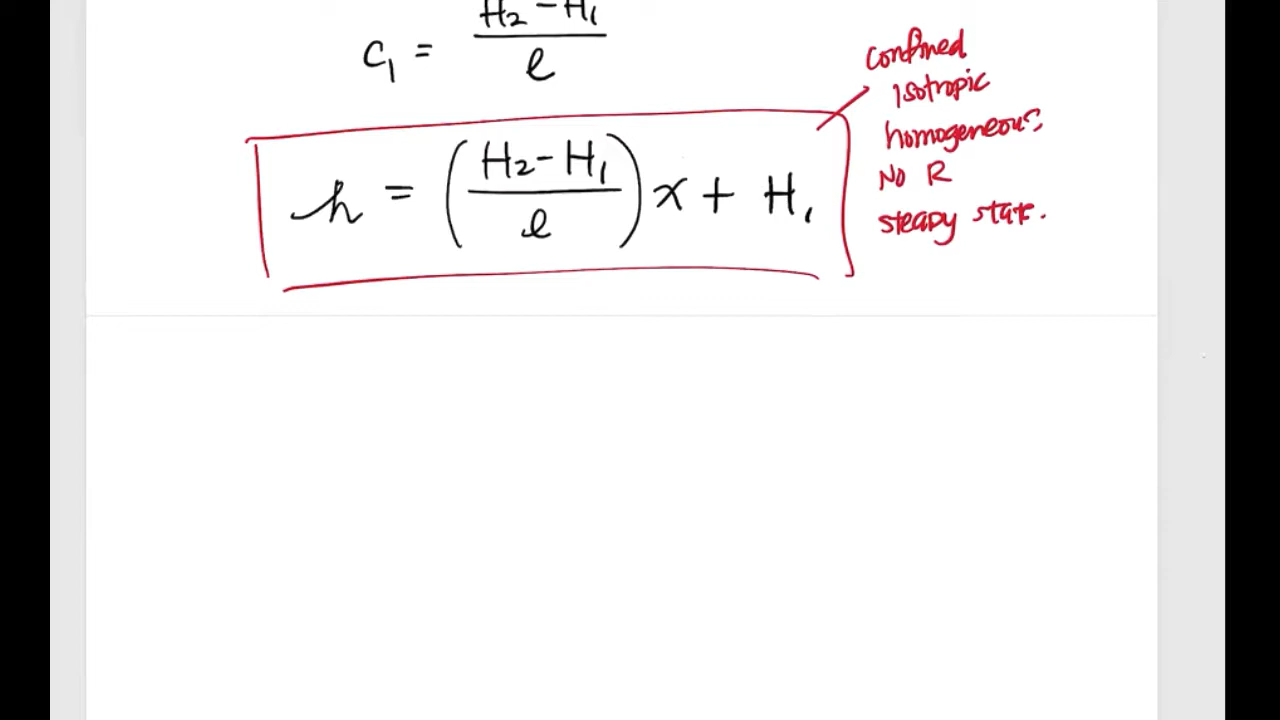 C₁ = (H₂ - H₁) / l
h = ((H₂ - H₁) / l) x + H₁
confined
Isotropic
homogeneous
No R
steady state.